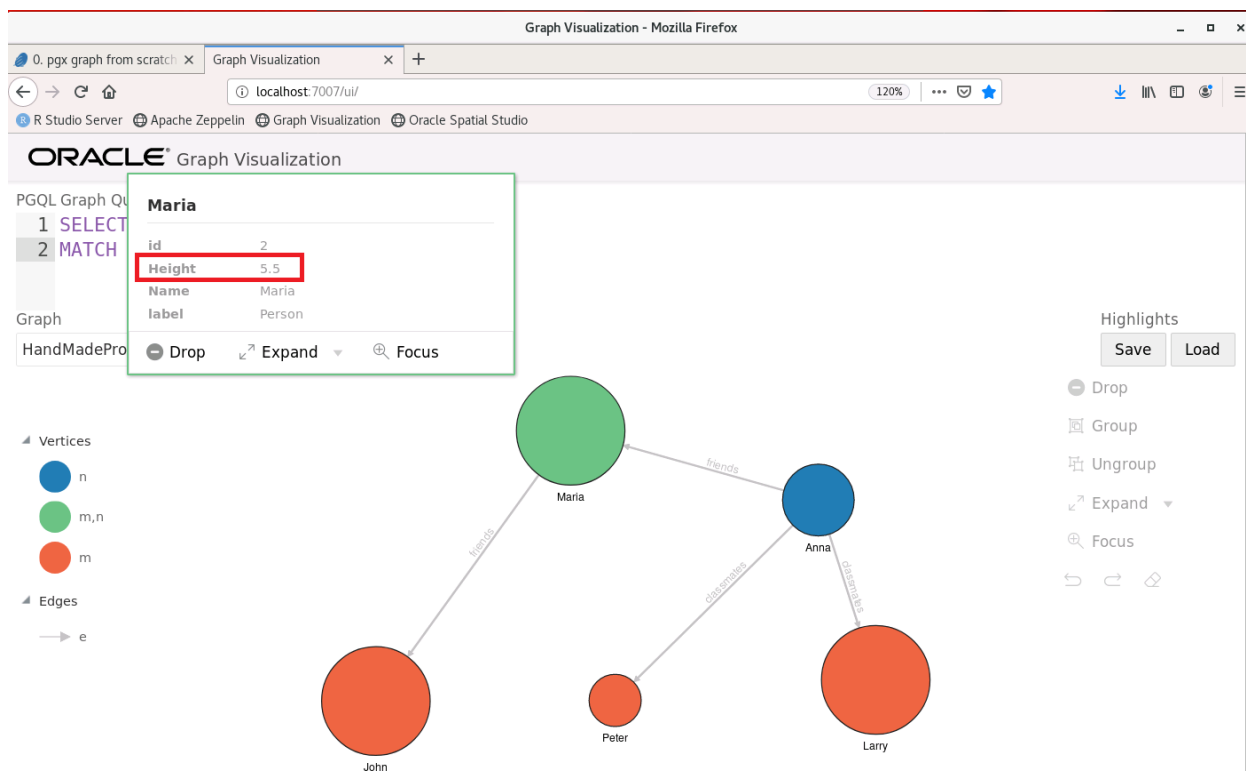 Graph Visualization - Mozilla Firefox
0. pgx graph from scratch
Graph Visualization
localhost:7007/ui/
120%
R Studio Server Apache Zeppelin Graph Visualization Oracle Spatial Studio
ORACLE Graph Visualization
PGQL Graph Qu
1 SELECT
2 MATCH
Maria
id 2
Height 5.5
Name Maria
label Person
Drop Expand Focus
Graph
HandMadePro
Highlights
Save Load
Drop
Group
Ungroup
Expand
Focus
Vertices
n
m,n
m
Edges
e
Maria
friends
Anna
friends
classmates
classmates
John
Peter
Larry